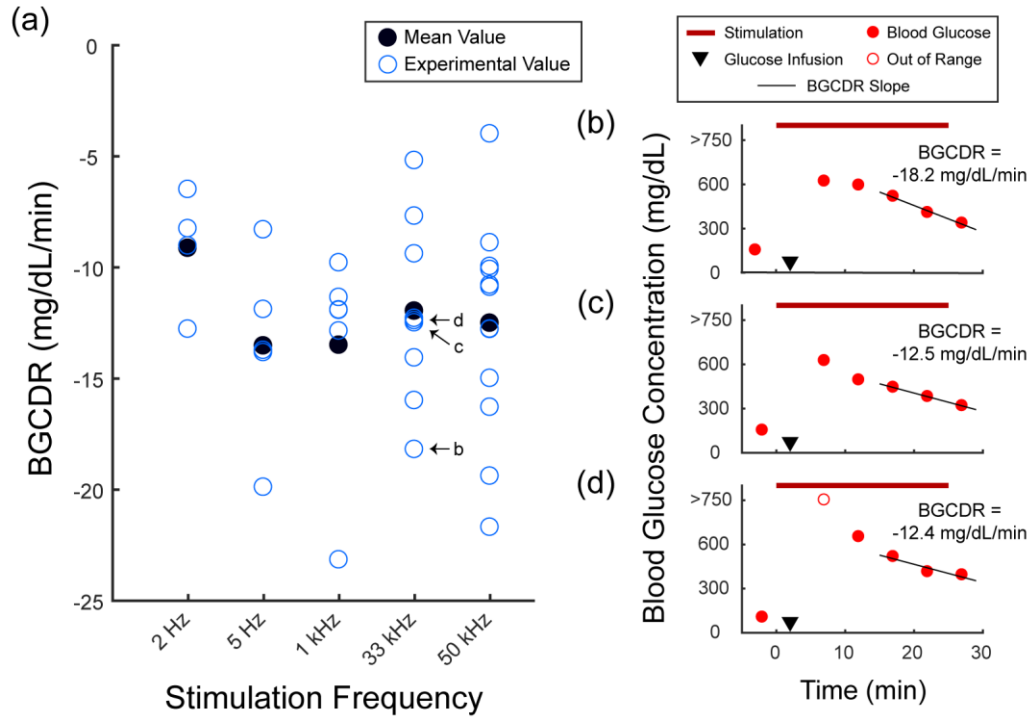 (a)
0
-5
-10
-15
-20
-25
BGCDR (mg/dL/min)
Mean Value
Experimental Value
d
c
b
2 Hz
5 Hz
1 kHz
33 kHz
50 kHz
Stimulation Frequency
Stimulation
Blood Glucose
Glucose Infusion
Out of Range
BGCDR Slope
Blood Glucose Concentration (mg/dL)
(b)
>750
600
300
0
BGCDR =
-18.2 mg/dL/min
(c)
>750
600
300
0
BGCDR =
-12.5 mg/dL/min
(d)
>750
600
300
0
BGCDR =
-12.4 mg/dL/min
0
10
20
30
Time (min)